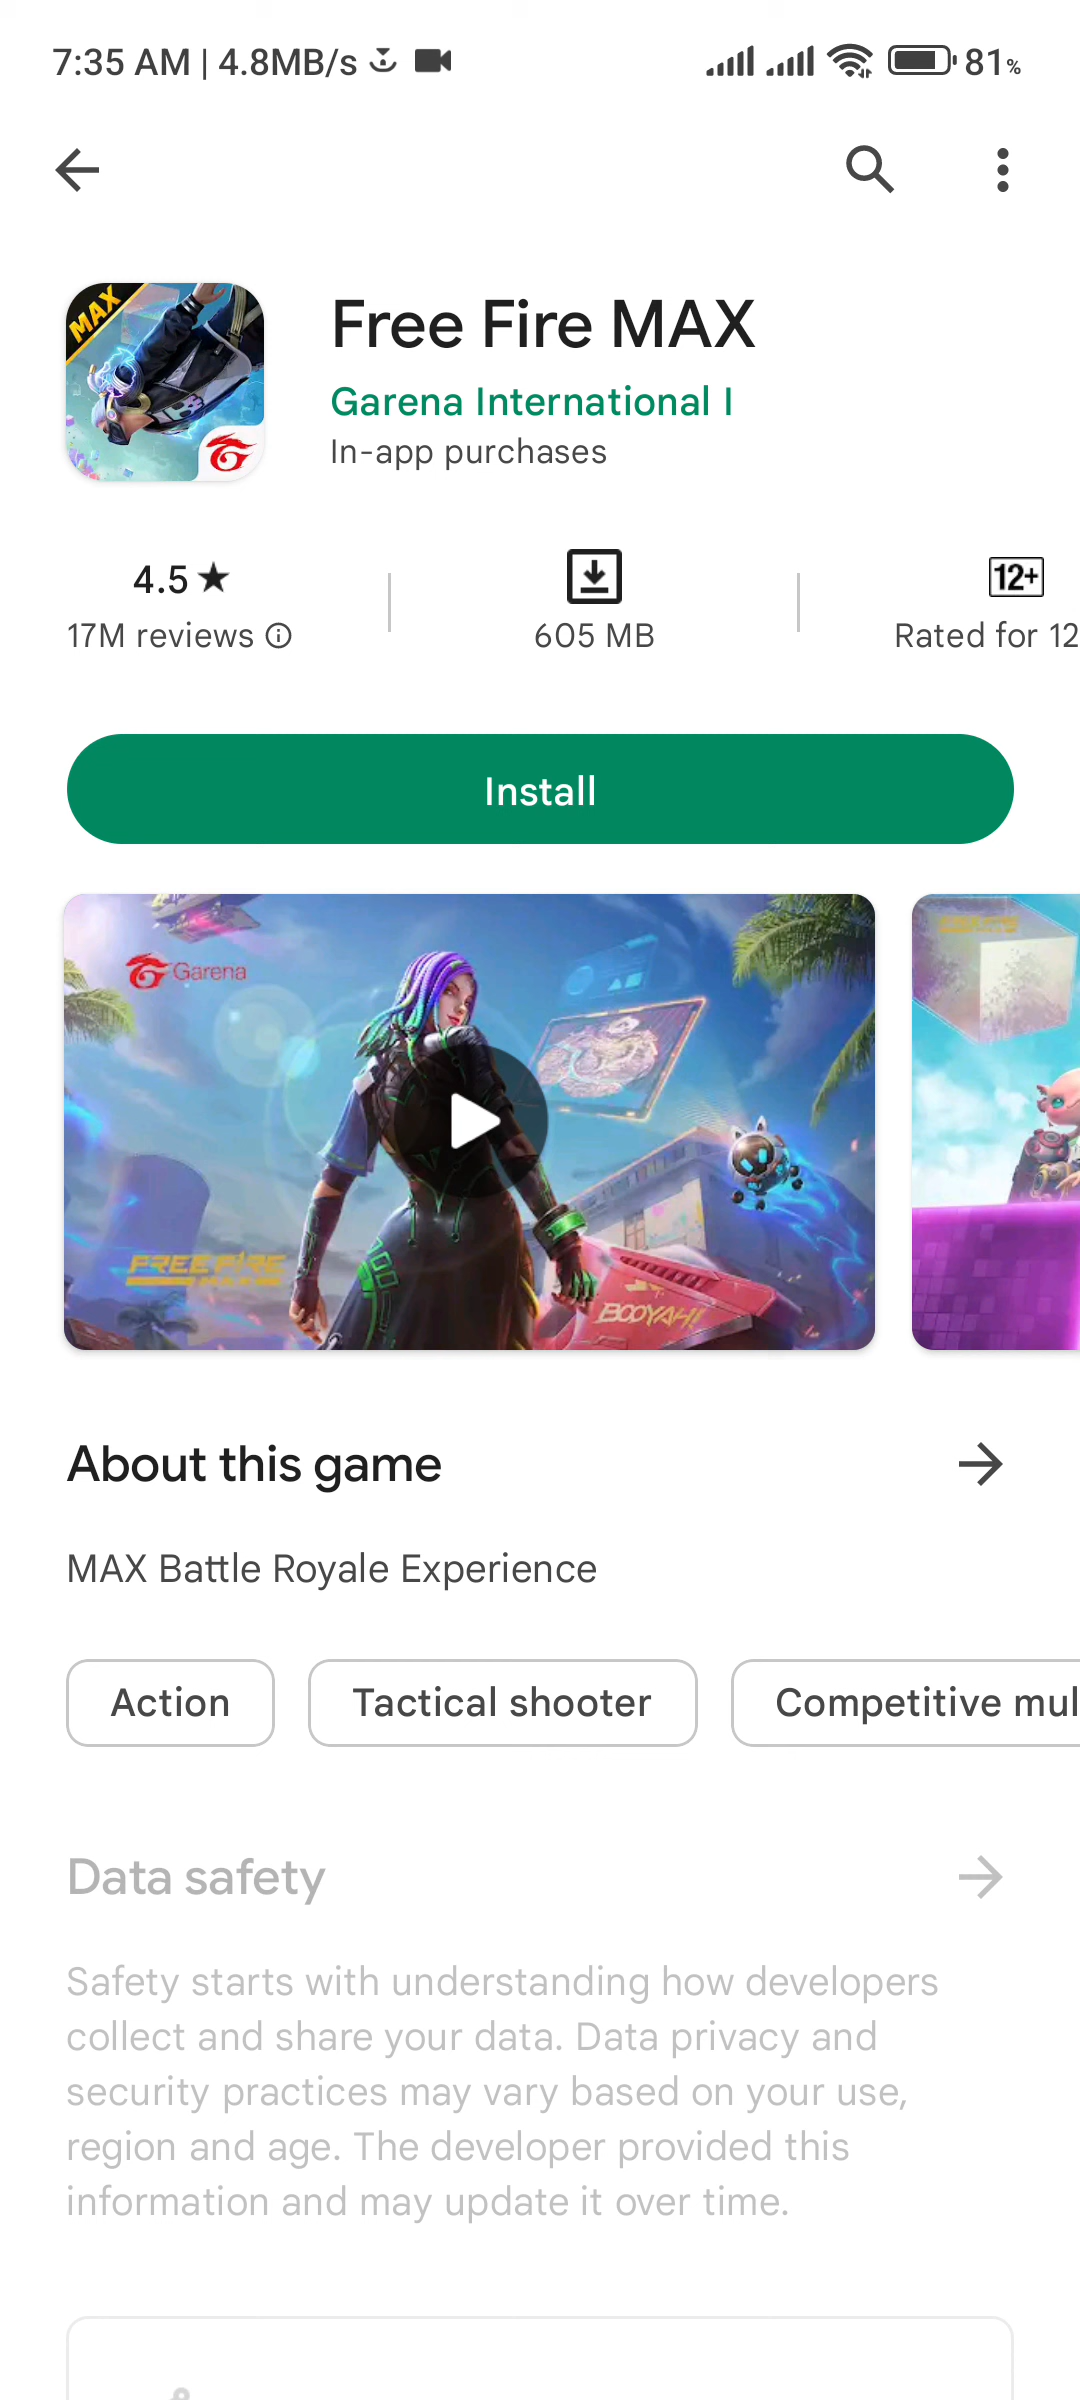 7:35 AM | 4.8MB/s
81%
MAX
Free Fire MAX
Garena International I
In-app purchases
4.5★
17M reviews
605 MB
12+
Rated for 12
Install
Garena
FREE FIRE
BOOYAH!
About this game
MAX Battle Royale Experience
Action
Tactical shooter
Competitive mul
Data safety
Safety starts with understanding how developers
collect and share your data. Data privacy and
security practices may vary based on your use,
region and age. The developer provided this
information and may update it over time.